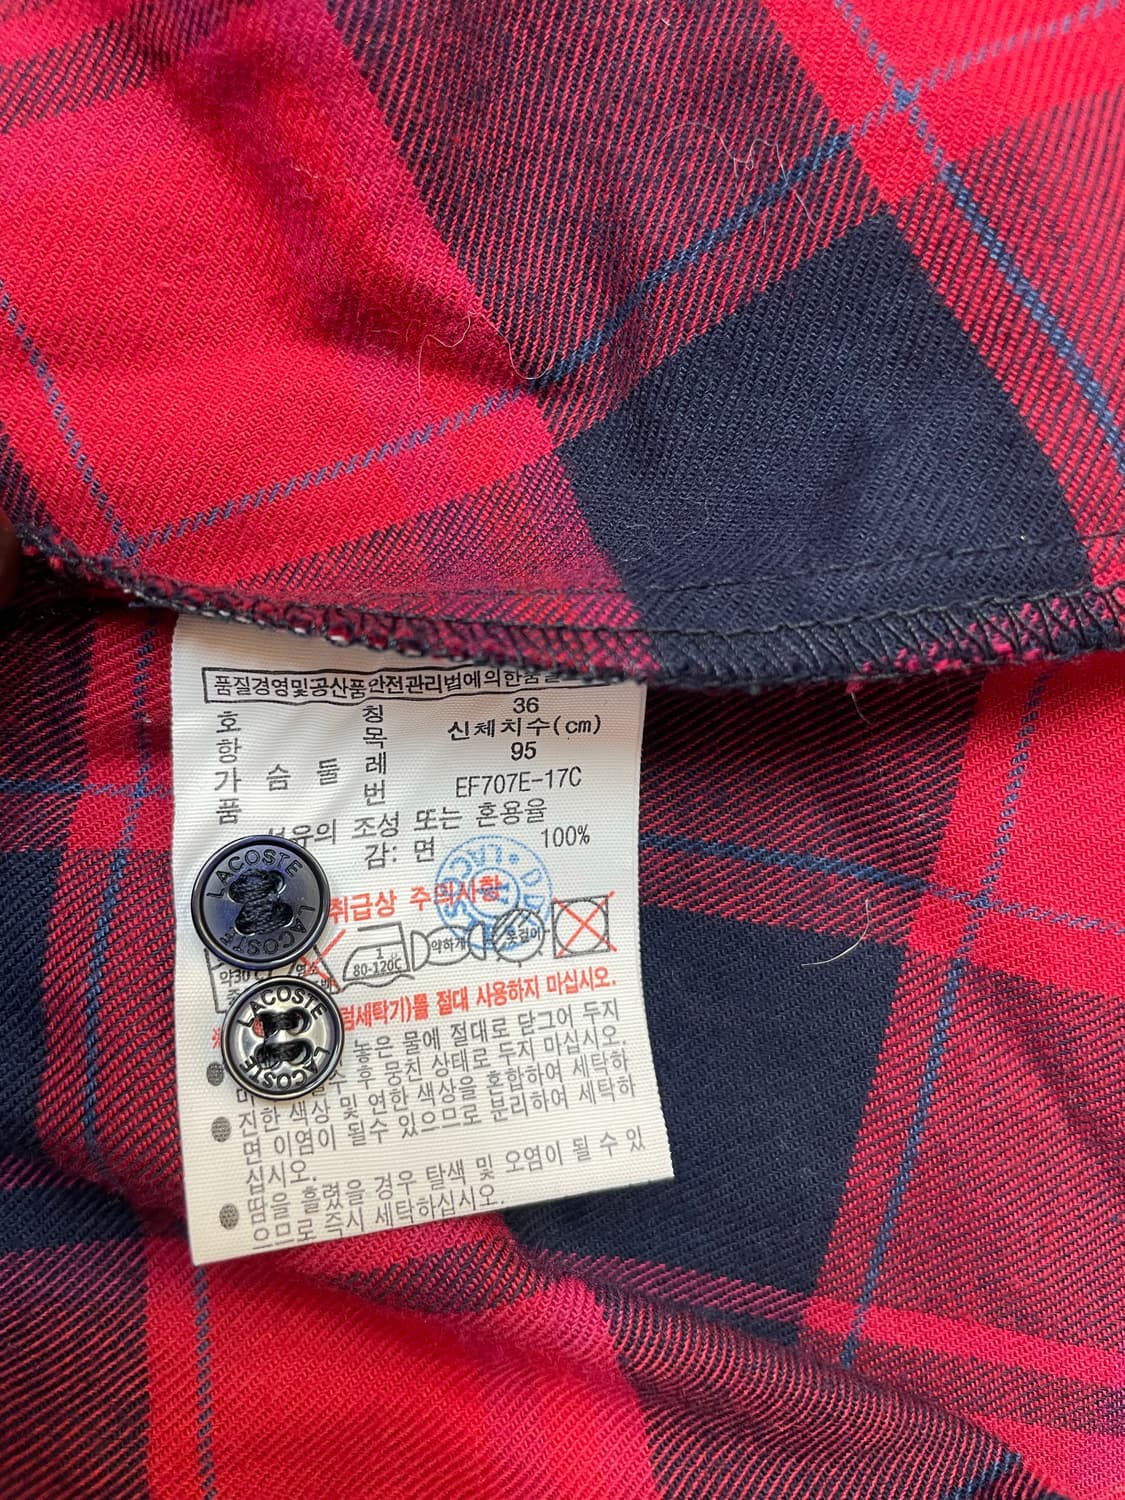 품질경영및공산품안전관리법에의한품질
호 칭 36
항 목 신체치수(cm)
가 슴 둘 레 95
품 번 EF707E-17C
섬유의 조성 또는 혼용율
감: 면 100%
취급상 주의사항
약30℃
80-120℃
약하게
옷걸이
LACOSTE LACOSTE
LACOSTE LACOSTE
세탁기)를 절대 사용하지 마십시오.
놓은 물에 절대로 담그어 두지
후 뭉친 상태로 두지 마십시오.
진한 색상 및 연한 색상을 혼합하여 세탁하
면 이염이 될수 있으므로 분리하여 세탁하
십시오.
땀을 흘렸을 경우 탈색 및 오염이 될 수 있
으므로 즉시 세탁하십시오.